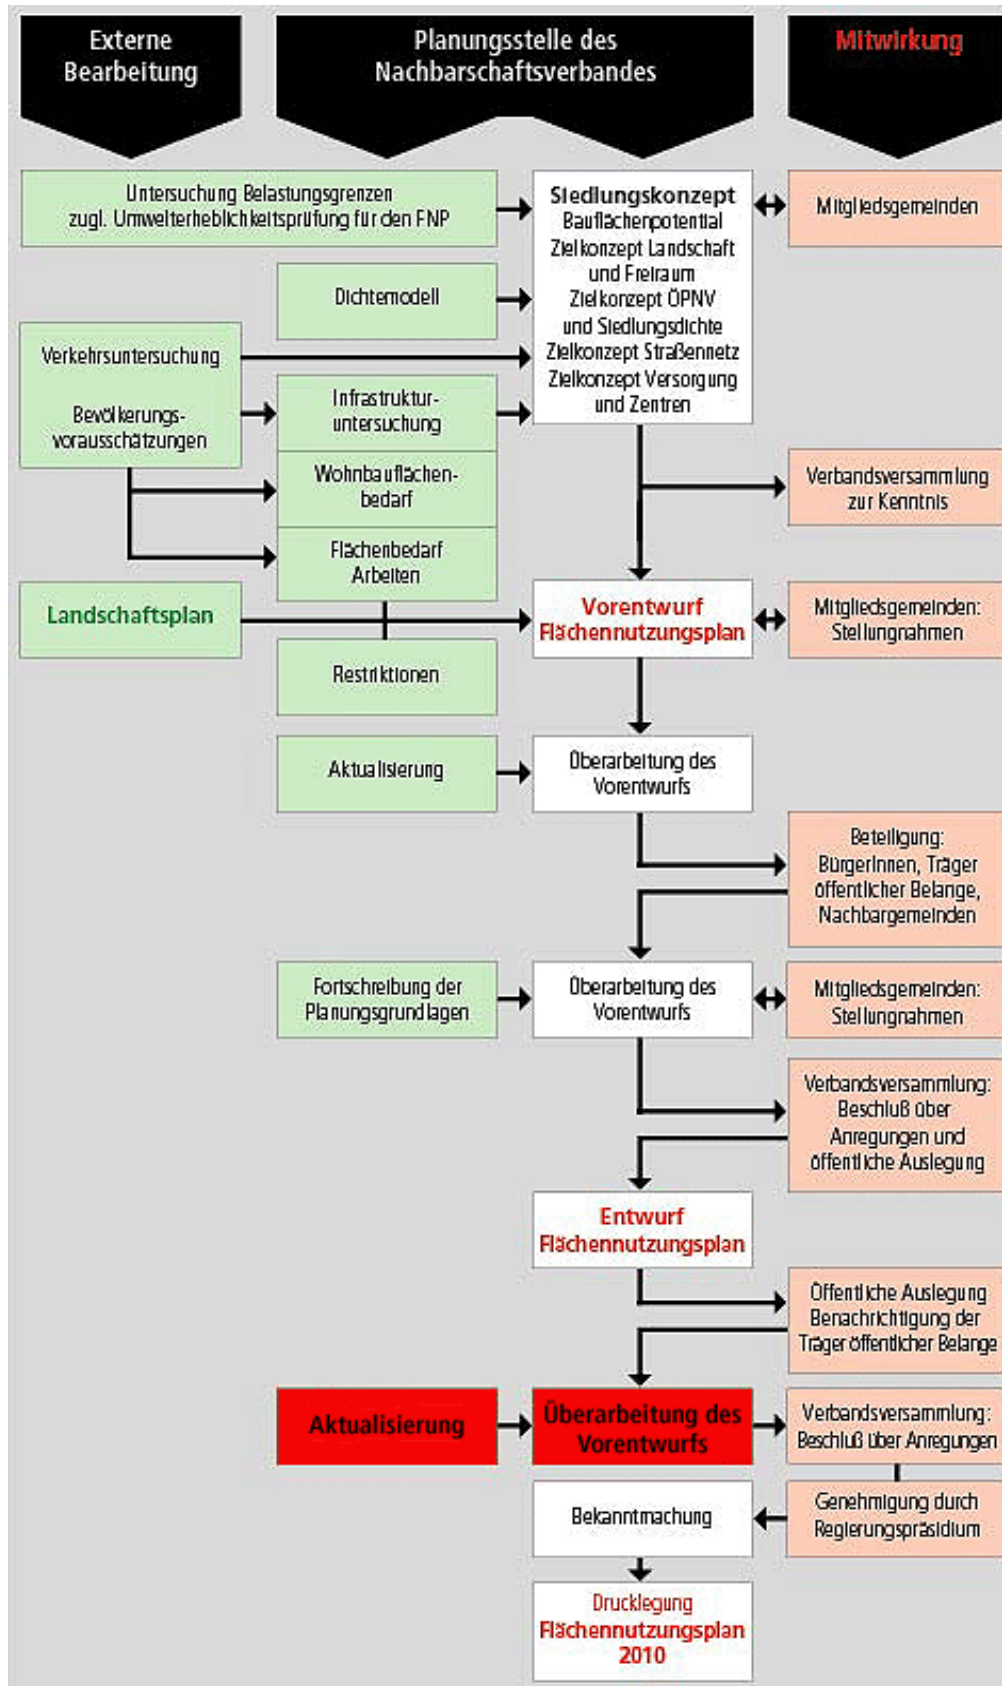 Externe
Bearbeitung
Planungsstelle des
Nachbarschaftsverbandes
Mitwirkung
Untersuchung Belastungsgrenzen
zugl. Umwelterheblichkeitsprüfung für den FNP
Siedlungskonzept
Bauflächenpotential
Zielkonzept Landschaft
und Freiraum
Zielkonzept ÖPNV
und Siedlungsdichte
Zielkonzept Straßennetz
Zielkonzept Versorgung
und Zentren
Mitgliedsgemeinden
Dichtemodell
Verkehrsuntersuchung
Bevölkerungs-
vorausschätzungen
Infrastruktur-
untersuchung
Wohnbauflächen-
bedarf
Flächenbedarf
Arbeiten
Verbandsversammlung
zur Kenntnis
Landschaftsplan
Vorentwurf
Flächennutzungsplan
Mitgliedsgemeinden:
Stellungnahmen
Restriktionen
Aktualisierung
Überarbeitung des
Vorentwurfs
Beteiligung:
BürgerInnen, Träger
öffentlicher Belange,
Nachbargemeinden
Fortschreibung der
Planungsgrundlagen
Überarbeitung des
Vorentwurfs
Mitgliedsgemeinden:
Stellungnahmen
Verbandsversammlung:
Beschluß über
Anregungen und
öffentliche Auslegung
Entwurf
Flächennutzungsplan
Öffentliche Auslegung
Benachrichtigung der
Träger öffentlicher Belange
Aktualisierung
Überarbeitung des
Vorentwurfs
Verbandsversammlung:
Beschluß über Anregungen
Bekanntmachung
Genehmigung durch
Regierungspräsidium
Drucklegung
Flächennutzungsplan
2010